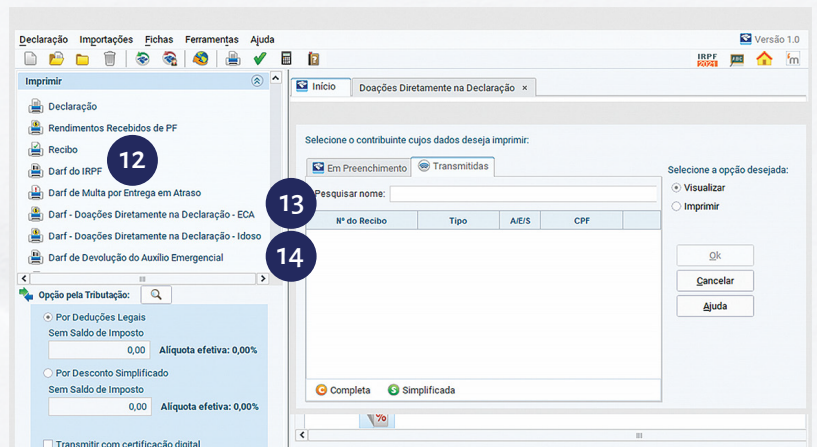 Declaração Importações Fichas Ferramentas Ajuda
Versão 1.0
IRPF
2021
ABC
Imprimir
Declaração
Rendimentos Recebidos de PF
Recibo
12
Darf do IRPF
Darf de Multa por Entrega em Atraso
Darf - Doações Diretamente na Declaração - ECA
13
Darf - Doações Diretamente na Declaração - Idoso
14
Darf de Devolução do Auxílio Emergencial
Opção pela Tributação:
Por Deduções Legais
Sem Saldo de Imposto
0,00 Alíquota efetiva: 0,00%
Por Desconto Simplificado
Sem Saldo de Imposto
0,00 Alíquota efetiva: 0,00%
Transmitir com certificação digital
Início Doações Diretamente na Declaração ×
Selecione o contribuinte cujos dados deseja imprimir:
Em Preenchimento Transmitidas
Pesquisar nome:
Nº do Recibo Tipo A/E/S CPF
C Completa S Simplificada
%
Selecione a opção desejada:
Visualizar
Imprimir
Ok
Cancelar
Ajuda